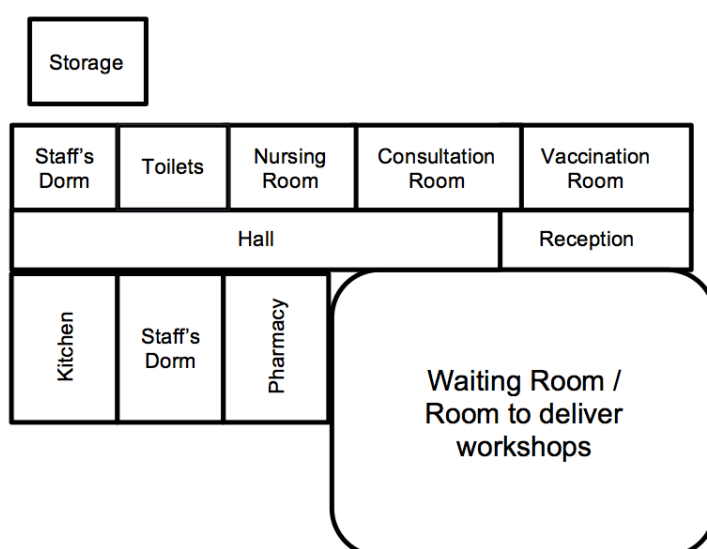 Storage
Staff's
Dorm
Toilets
Nursing
Room
Consultation
Room
Vaccination
Room
Hall
Reception
Kitchen
Staff's
Dorm
Pharmacy
Waiting Room /
Room to deliver
workshops